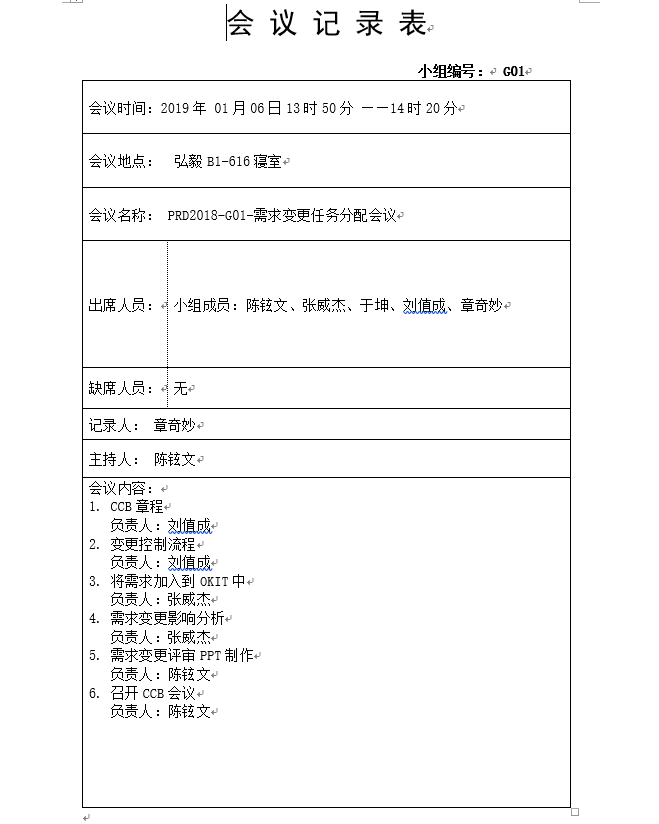 会 议 记 录 表
小组编号： G01
会议时间：2019 年 01 月 06 日 13 时 50 分 ——14 时 20 分
会议地点： 弘毅 B1-616 寝室
会议名称： PRD2018-G01-需求变更任务分配会议
出席人员： 小组成员：陈铉文、张威杰、于坤、刘值成、章奇妙
缺席人员： 无
记录人： 章奇妙
主持人： 陈铉文
会议内容：
1. CCB 章程
负责人：刘值成
2. 变更控制流程
负责人：刘值成
3. 将需求加入到 OKIT 中
负责人：张威杰
4. 需求变更影响分析
负责人：张威杰
5. 需求变更评审 PPT 制作
负责人：陈铉文
6. 召开 CCB 会议
负责人：陈铉文